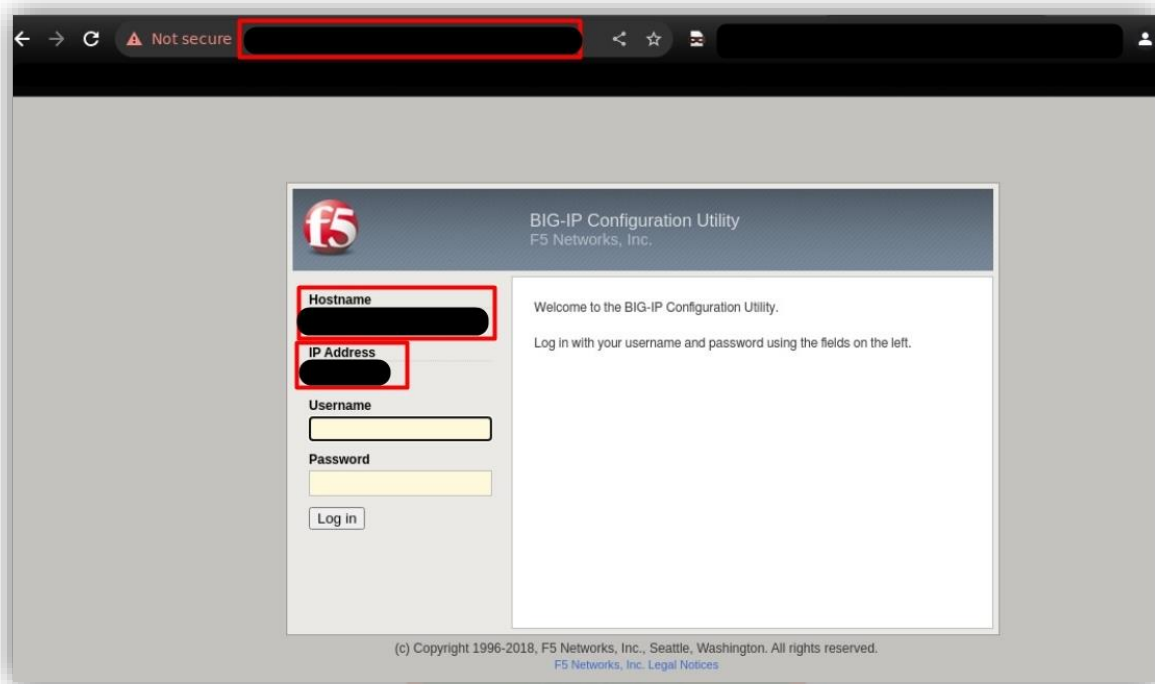 Not secure
f5
BIG-IP Configuration Utility
F5 Networks, Inc.
Hostname
IP Address
Username
Password
Log in
Welcome to the BIG-IP Configuration Utility.
Log in with your username and password using the fields on the left.
(c) Copyright 1996-2018, F5 Networks, Inc., Seattle, Washington. All rights reserved.
F5 Networks, Inc. Legal Notices